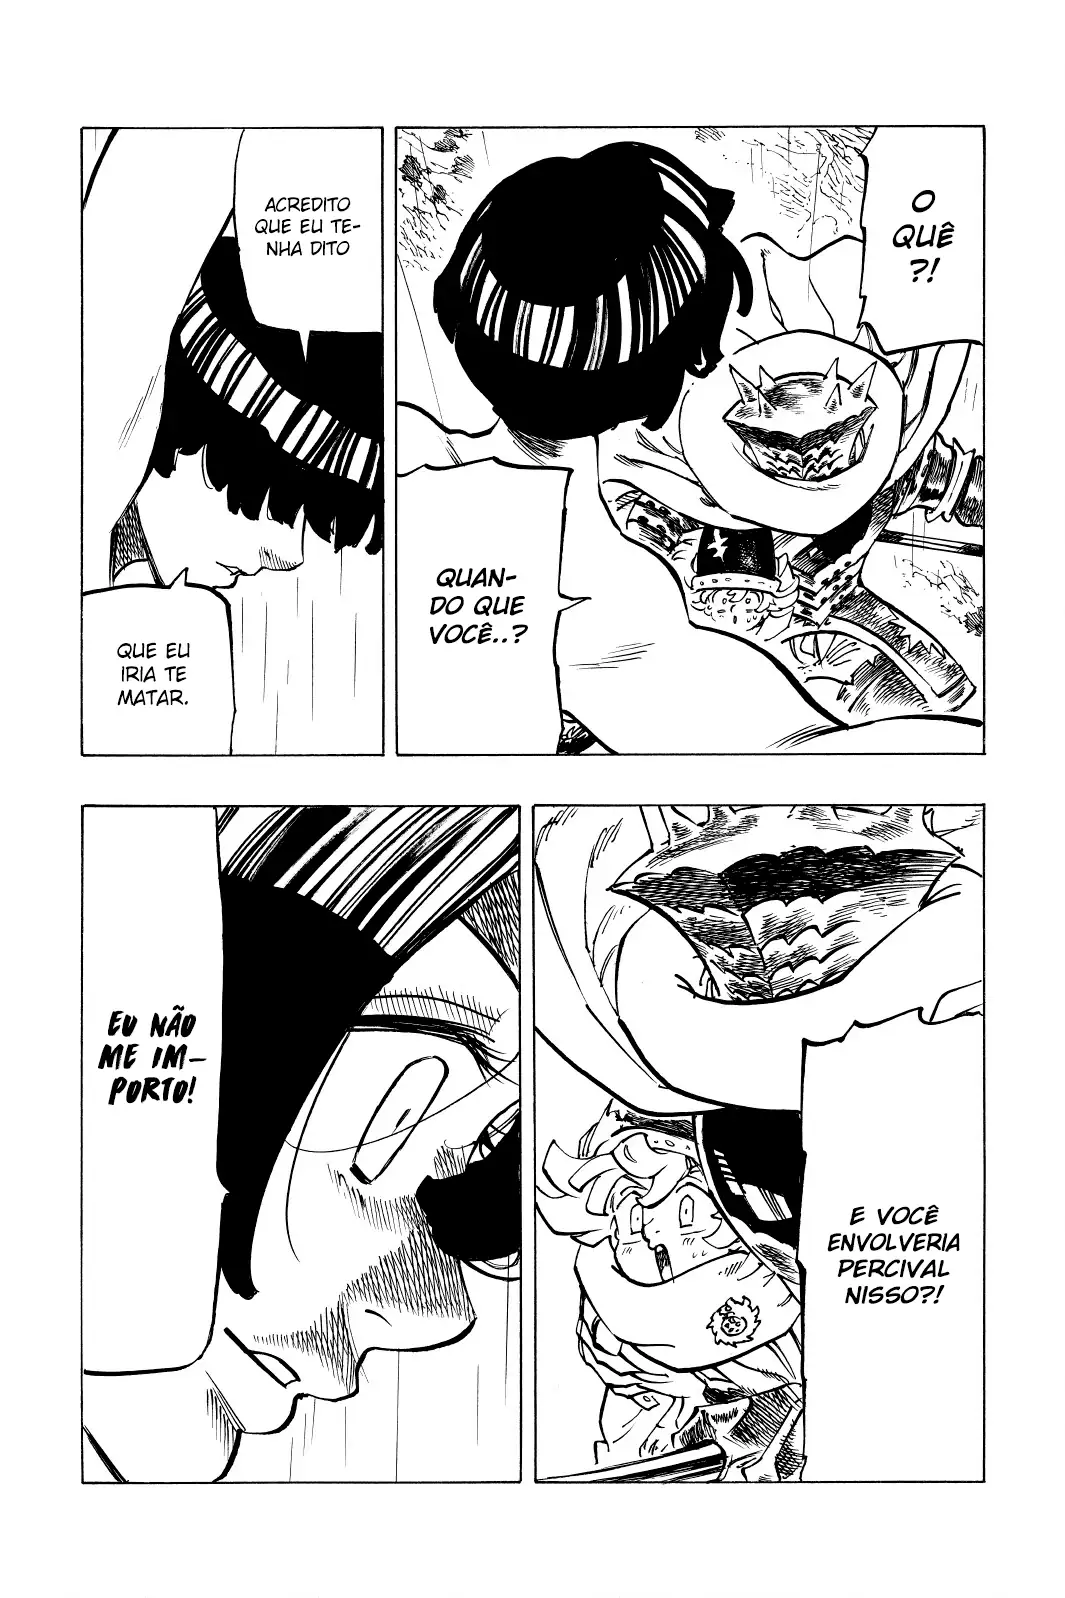 O
QUÊ
?!
QUAN-
DO QUE
VOCÊ..?
ACREDITO
QUE EU TE-
NHA DITO
QUE EU
IRIA TE
MATAR.
E VOCÊ
ENVOLVERIA
PERCIVAL
NISSO?!
EU NÃO
ME IM-
PORTO!